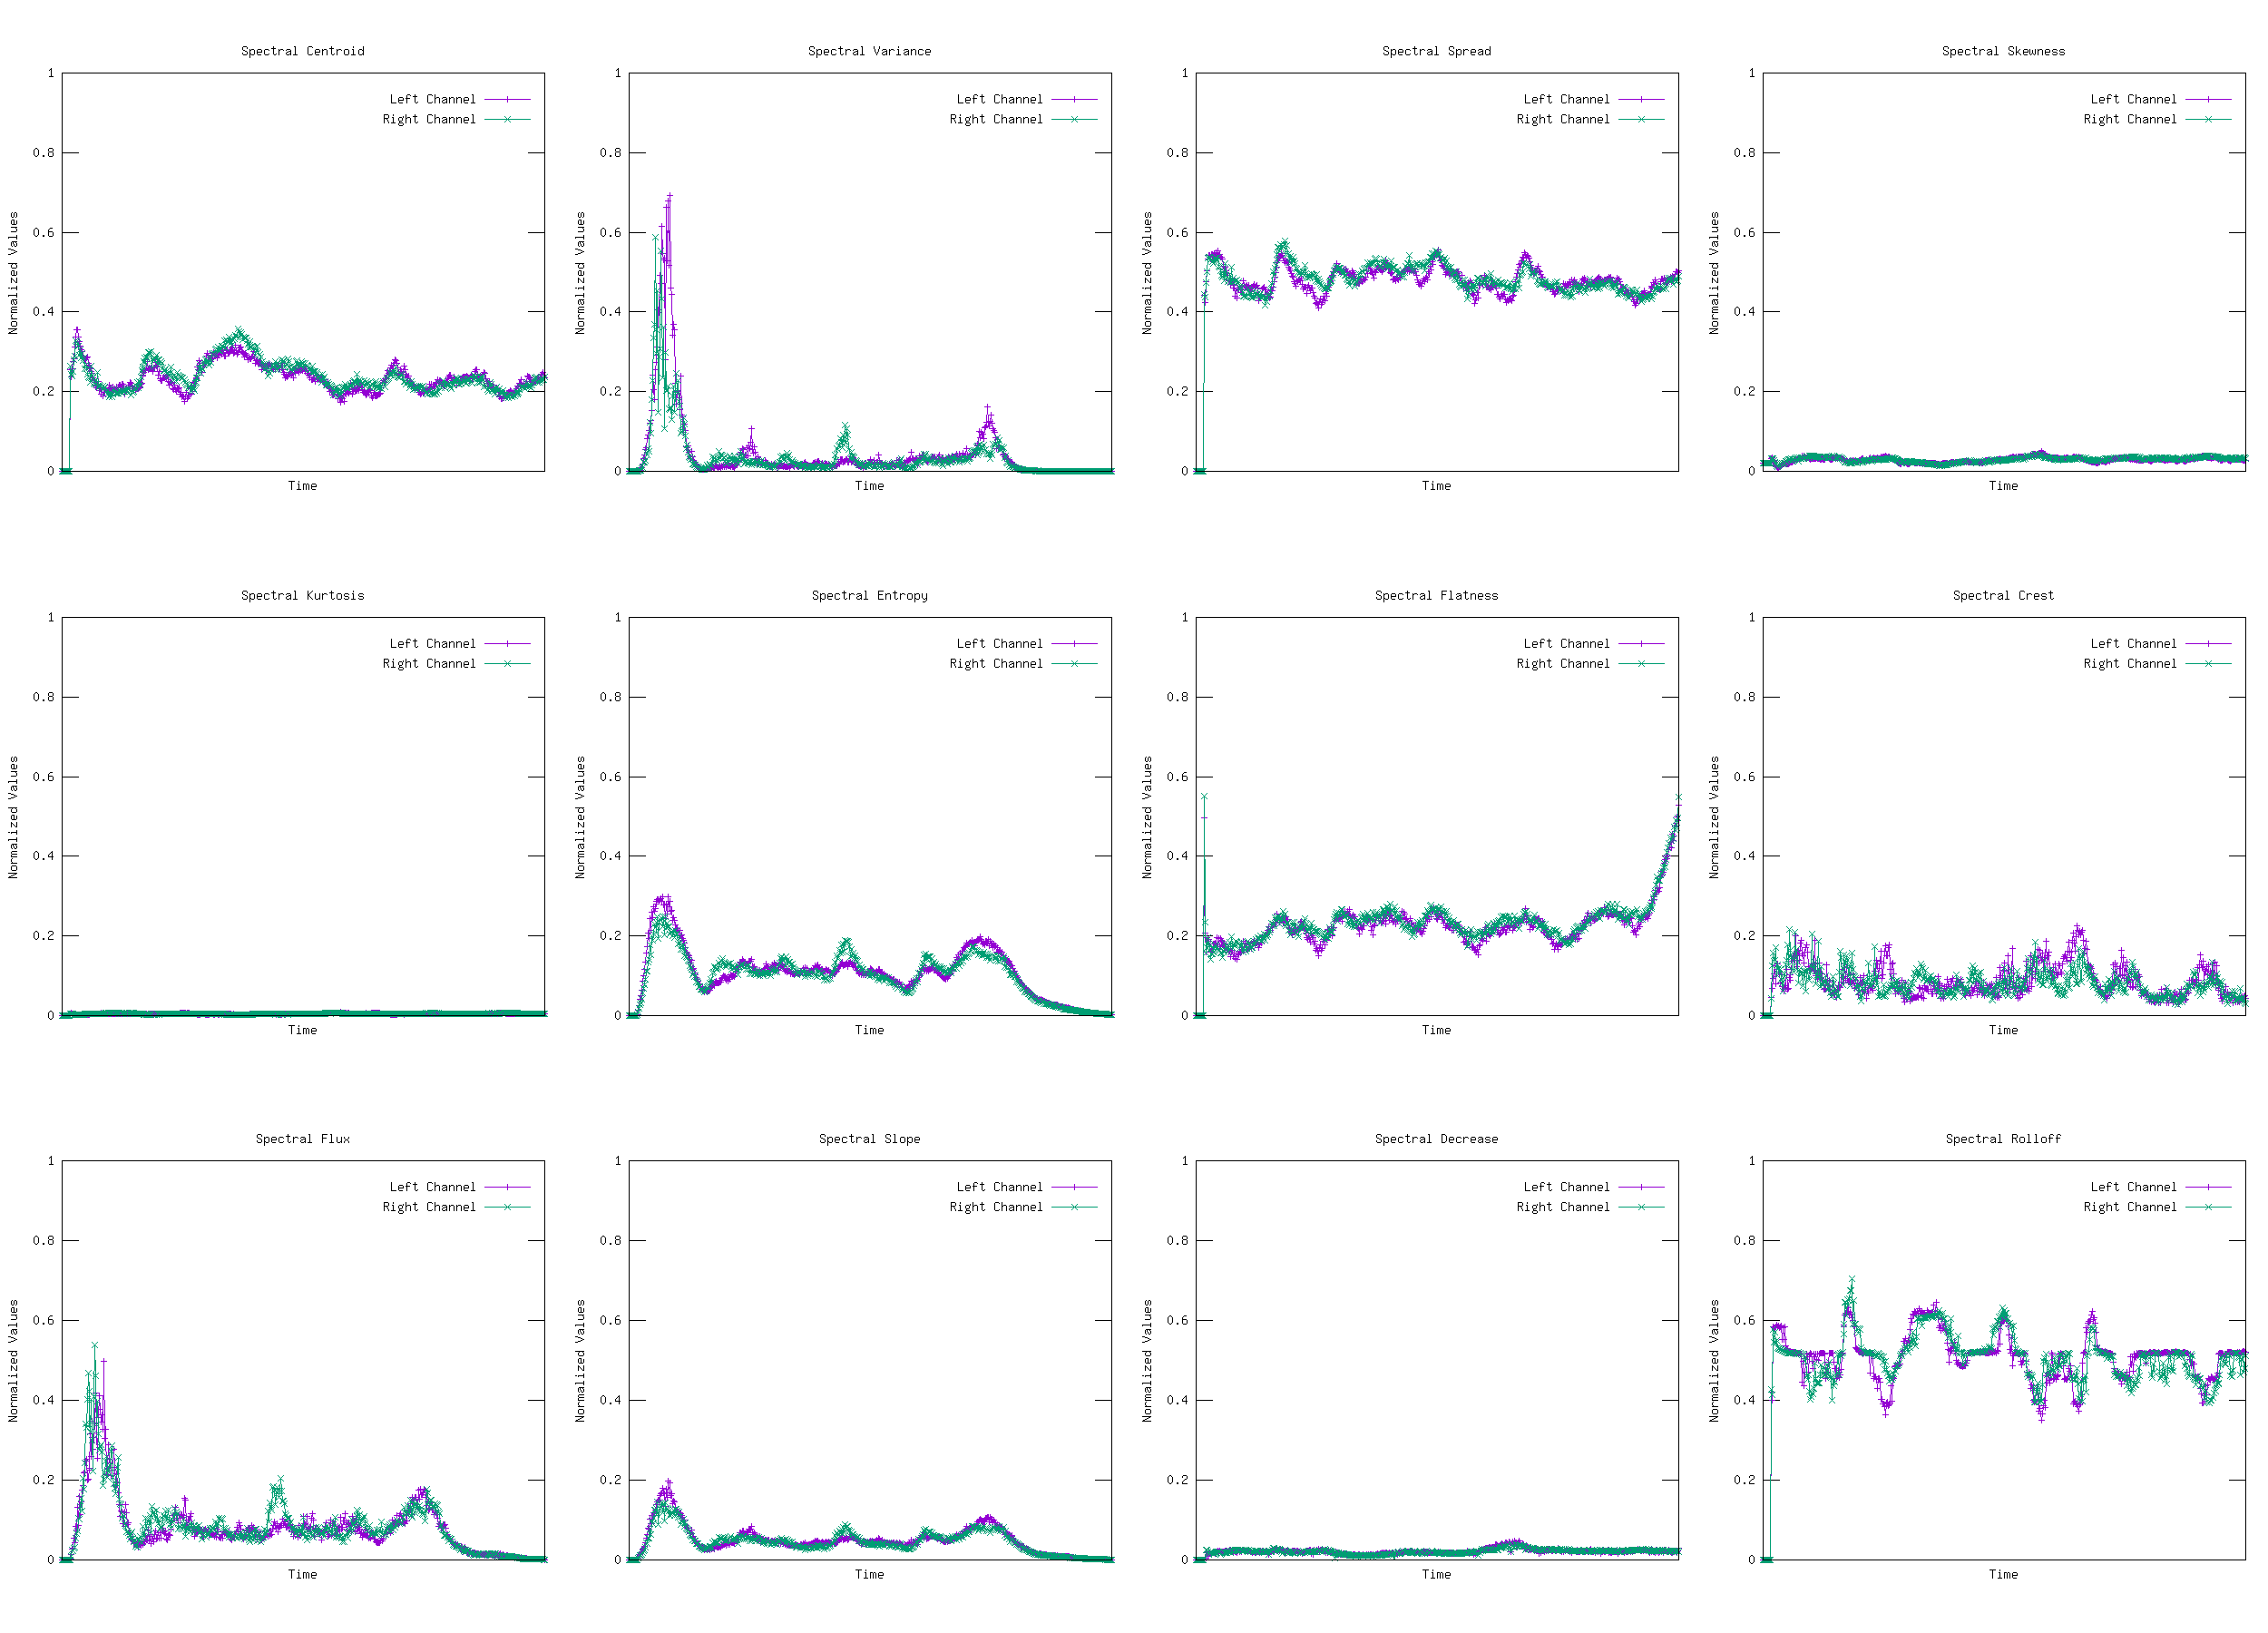 Spectral Centroid
1
0.8
0.6
0.4
0.2
0
Normalized Values
Time
Left Channel
Right Channel
Spectral Variance
1
0.8
0.6
0.4
0.2
0
Normalized Values
Time
Left Channel
Right Channel
Spectral Spread
1
0.8
0.6
0.4
0.2
0
Normalized Values
Time
Left Channel
Right Channel
Spectral Skewness
1
0.8
0.6
0.4
0.2
0
Normalized Values
Time
Left Channel
Right Channel
Spectral Kurtosis
1
0.8
0.6
0.4
0.2
0
Normalized Values
Time
Left Channel
Right Channel
Spectral Entropy
1
0.8
0.6
0.4
0.2
0
Normalized Values
Time
Left Channel
Right Channel
Spectral Flatness
1
0.8
0.6
0.4
0.2
0
Normalized Values
Time
Left Channel
Right Channel
Spectral Crest
1
0.8
0.6
0.4
0.2
0
Normalized Values
Time
Left Channel
Right Channel
Spectral Flux
1
0.8
0.6
0.4
0.2
0
Normalized Values
Time
Left Channel
Right Channel
Spectral Slope
1
0.8
0.6
0.4
0.2
0
Normalized Values
Time
Left Channel
Right Channel
Spectral Decrease
1
0.8
0.6
0.4
0.2
0
Normalized Values
Time
Left Channel
Right Channel
Spectral Rolloff
1
0.8
0.6
0.4
0.2
0
Normalized Values
Time
Left Channel
Right Channel